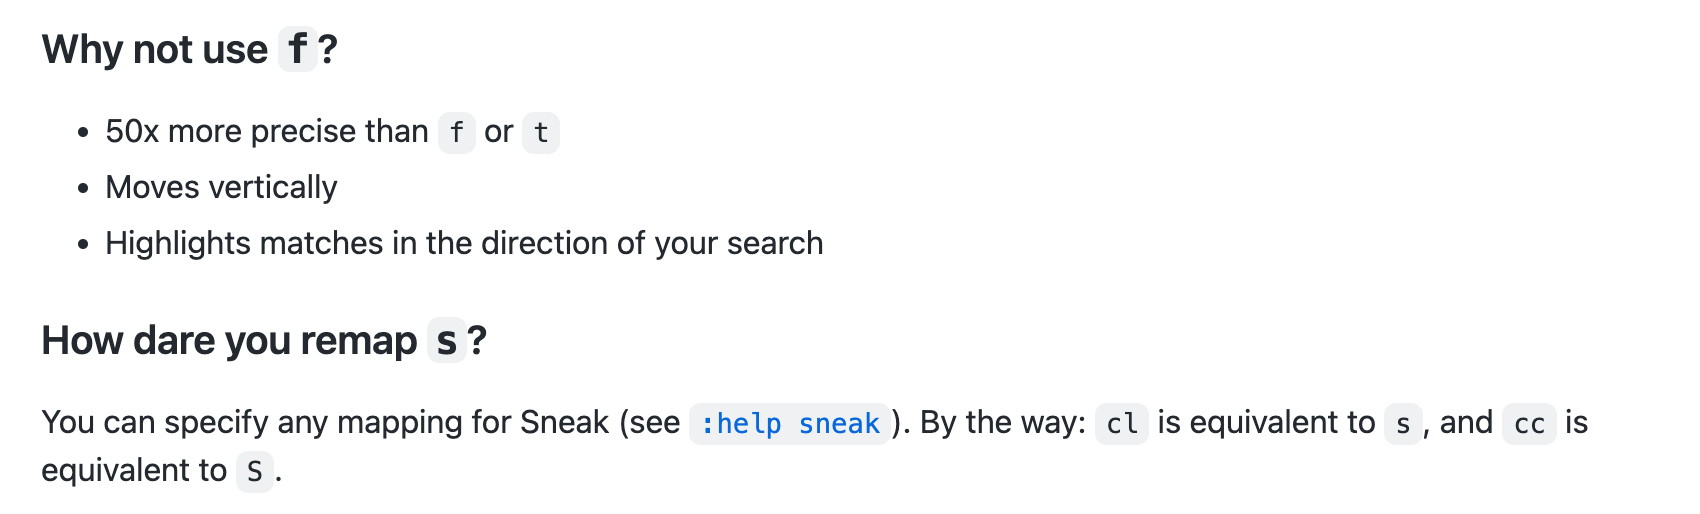 Why not use f?
• 50x more precise than f or t
• Moves vertically
• Highlights matches in the direction of your search
How dare you remap s?
You can specify any mapping for Sneak (see :help sneak). By the way: cl is equivalent to s, and cc is
equivalent to S.